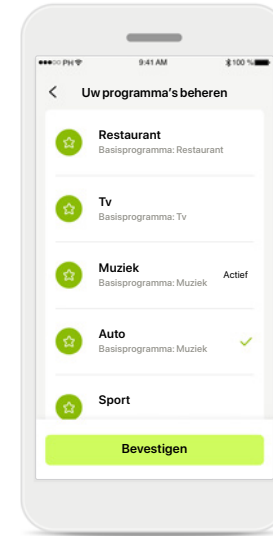 PH 9:41 AM 100 %
Uw programma's beheren
Restaurant
Basisprogramma: Restaurant
Tv
Basisprogramma: Tv
Muziek
Basisprogramma: Muziek
Actief
Auto
Basisprogramma: Muziek
Sport
Bevestigen